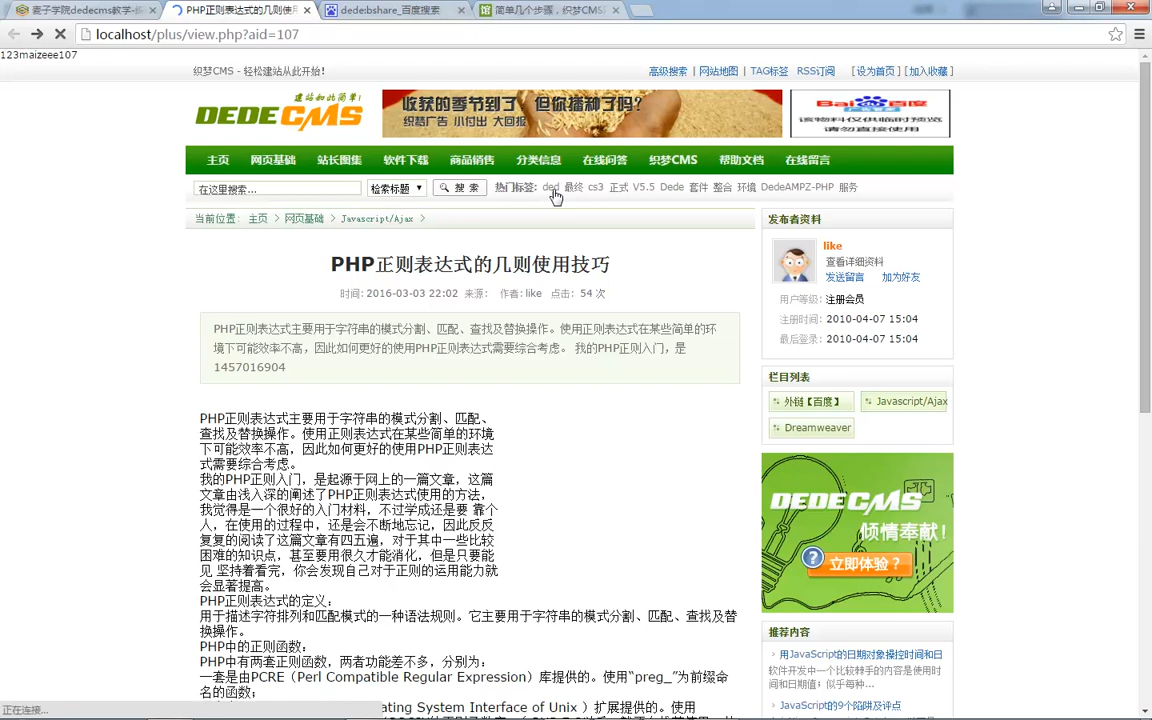 麦子学院dedecms教学-
PHP正则表达式的几则使
dede:bshare_百度搜索
简单几个步骤，织梦CMS
localhost/plus/view.php?aid=107
123maizeee107
织梦CMS - 轻松建站从此开始!
高级搜索 | 网站地图 | TAG标签 RSS订阅 [设为首页] [加入收藏]
建站如此简单!
DEDECMS
收获的季节到了 但你播种了吗?
织梦广告 小付出 大回报
Bai 百度
该物料仅供临时预览
请勿直接使用
主页 网页基础 站长图集 软件下载 商品销售 分类信息 在线问答 织梦CMS 帮助文档 在线留言
在这里搜索... 检索标题 搜 索 热门标签: ded 最终 cs3 正式 V5.5 Dede 套件 整合 环境 DedeAMPZ-PHP 服务
当前位置: 主页 > 网页基础 > Javascript/Ajax >
PHP正则表达式的几则使用技巧
时间: 2016-03-03 22:02 来源: 作者: like 点击: 54 次
PHP正则表达式主要用于字符串的模式分割、匹配、查找及替换操作。使用正则表达式在某些简单的环
境下可能效率不高，因此如何更好的使用PHP正则表达式需要综合考虑。 我的PHP正则入门，是
1457016904
PHP正则表达式主要用于字符串的模式分割、匹配、
查找及替换操作。使用正则表达式在某些简单的环境
下可能效率不高，因此如何更好的使用PHP正则表达
式需要综合考虑。
我的PHP正则入门，是起源于网上的一篇文章，这篇
文章由浅入深的阐述了PHP正则表达式使用的方法，
我觉得是一个很好的入门材料，不过学成还是要 靠个
人，在使用的过程中，还是会不断地忘记，因此反反
复复的阅读了这篇文章有四五遍，对于其中一些比较
困难的知识点，甚至要用很久才能消化，但是只要能
见 坚持着看完，你会发现自己对于正则的运用能力就
会显著提高。
PHP正则表达式的定义：
用于描述字符排列和匹配模式的一种语法规则。它主要用于字符串的模式分割、匹配、查找及替
换操作。
PHP中的正则函数：
PHP中有两套正则函数，两者功能差不多，分别为：
一套是由PCRE（Perl Compatible Regular Expression）库提供的。使用“preg_”为前缀命
名的函数；
ating System Interface of Unix ）扩展提供的。使用
发布者资料
like
查看详细资料
发送留言 加为好友
用户等级: 注册会员
注册时间: 2010-04-07 15:04
最后登录: 2010-04-07 15:04
栏目列表
外链【百度】 Javascript/Ajax
Dreamweaver
DEDECMS
倾情奉献!
? 立即体验?
推荐内容
用JavaScript的日期对象操控时间和日
软件开发中一个比较棘手的内容是使用时
间和日期值：似乎每种...
JavaScript的9个陷阱及评点
正在连接...